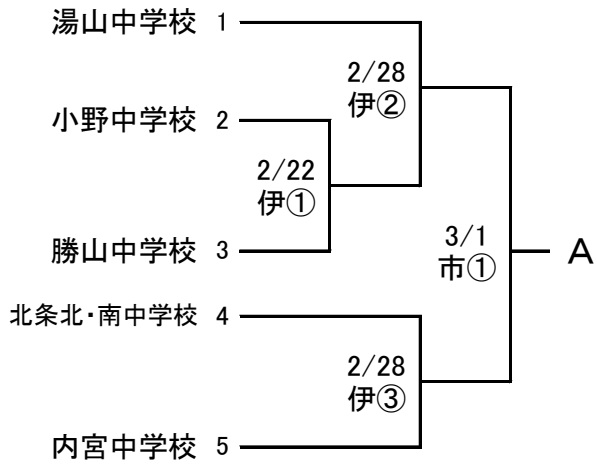 湯山中学校 1
2/28
伊②
小野中学校 2
2/22
伊①
勝山中学校 3
3/1
市①
A
北条北・南中学校 4
2/28
伊③
内宮中学校 5